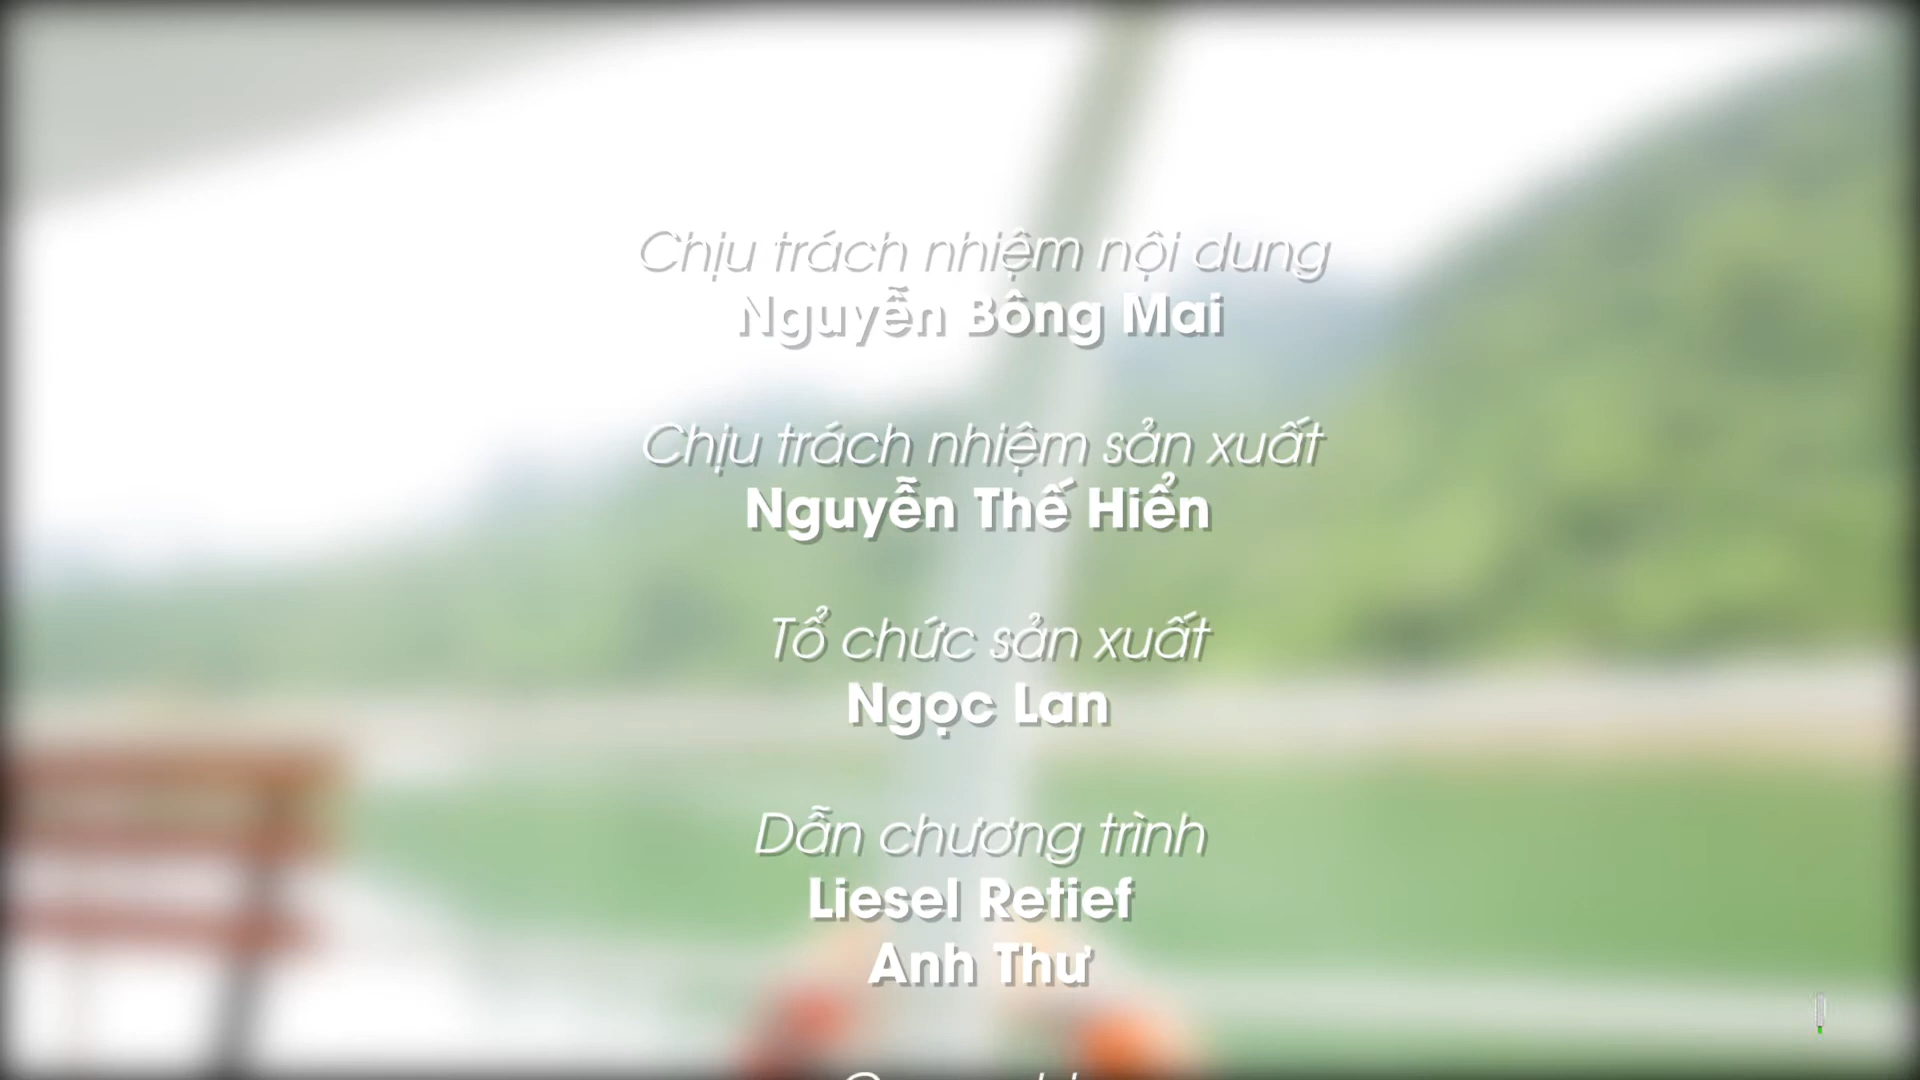 Chịu trách nhiệm nội dung
Nguyễn Bông Mai
Chịu trách nhiệm sản xuất
Nguyễn Thế Hiển
Tổ chức sản xuất
Ngọc Lan
Dẫn chương trình
Liesel Retief
Anh Thư